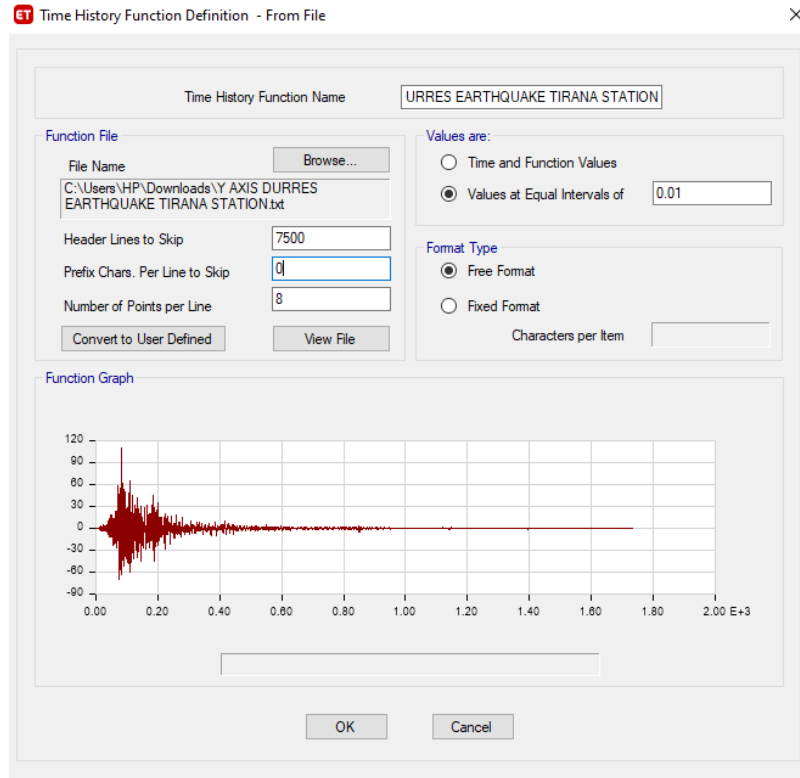 ET Time History Function Definition - From File
Time History Function Name
URRES EARTHQUAKE TIRANA STATION
Function File
File Name
Browse...
C:\Users\HP\Downloads\Y AXIS DURRES
EARTHQUAKE TIRANA STATION.txt
Header Lines to Skip
7500
Prefix Chars. Per Line to Skip
0
Number of Points per Line
8
Convert to User Defined
View File
Values are:
Time and Function Values
Values at Equal Intervals of
0.01
Format Type
Free Format
Fixed Format
Characters per Item
Function Graph
120
90
60
30
0
-30
-60
-90
0.00 0.20 0.40 0.60 0.80 1.00 1.20 1.40 1.60 1.80 2.00 E+3
OK
Cancel